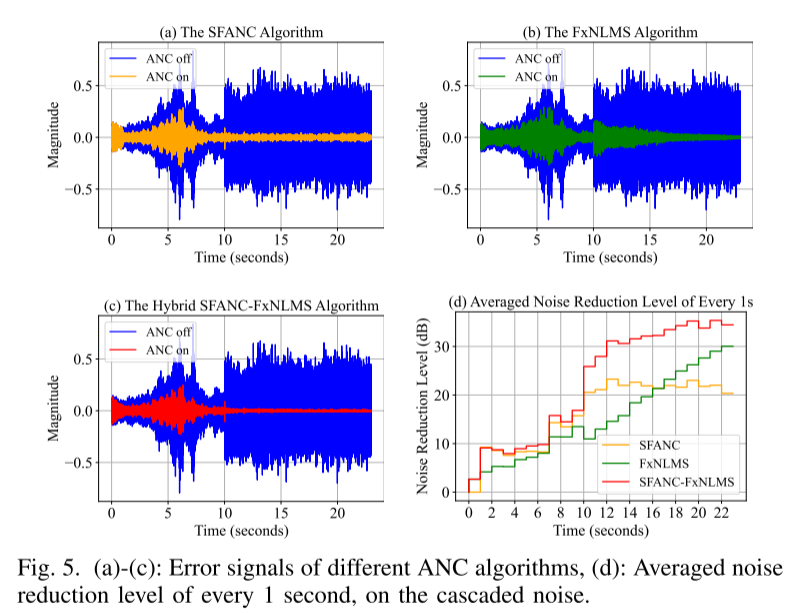 (a) The SFANC Algorithm
ANC off
ANC on
0.5
0.0
−0.5
Magnitude
0 5 10 15 20
Time (seconds)
(b) The FxNLMS Algorithm
ANC off
ANC on
0.5
0.0
−0.5
Magnitude
0 5 10 15 20
Time (seconds)
(c) The Hybrid SFANC-FxNLMS Algorithm
ANC off
ANC on
0.5
0.0
−0.5
Magnitude
0 5 10 15 20
Time (seconds)
(d) Averaged Noise Reduction Level of Every 1s
30
20
10
0
Noise Reduction Level (dB)
SFANC
FxNLMS
SFANC-FxNLMS
0 2 4 6 8 10 12 14 16 18 20 22
Time (seconds)
Fig. 5. (a)-(c): Error signals of different ANC algorithms, (d): Averaged noise
reduction level of every 1 second, on the cascaded noise.